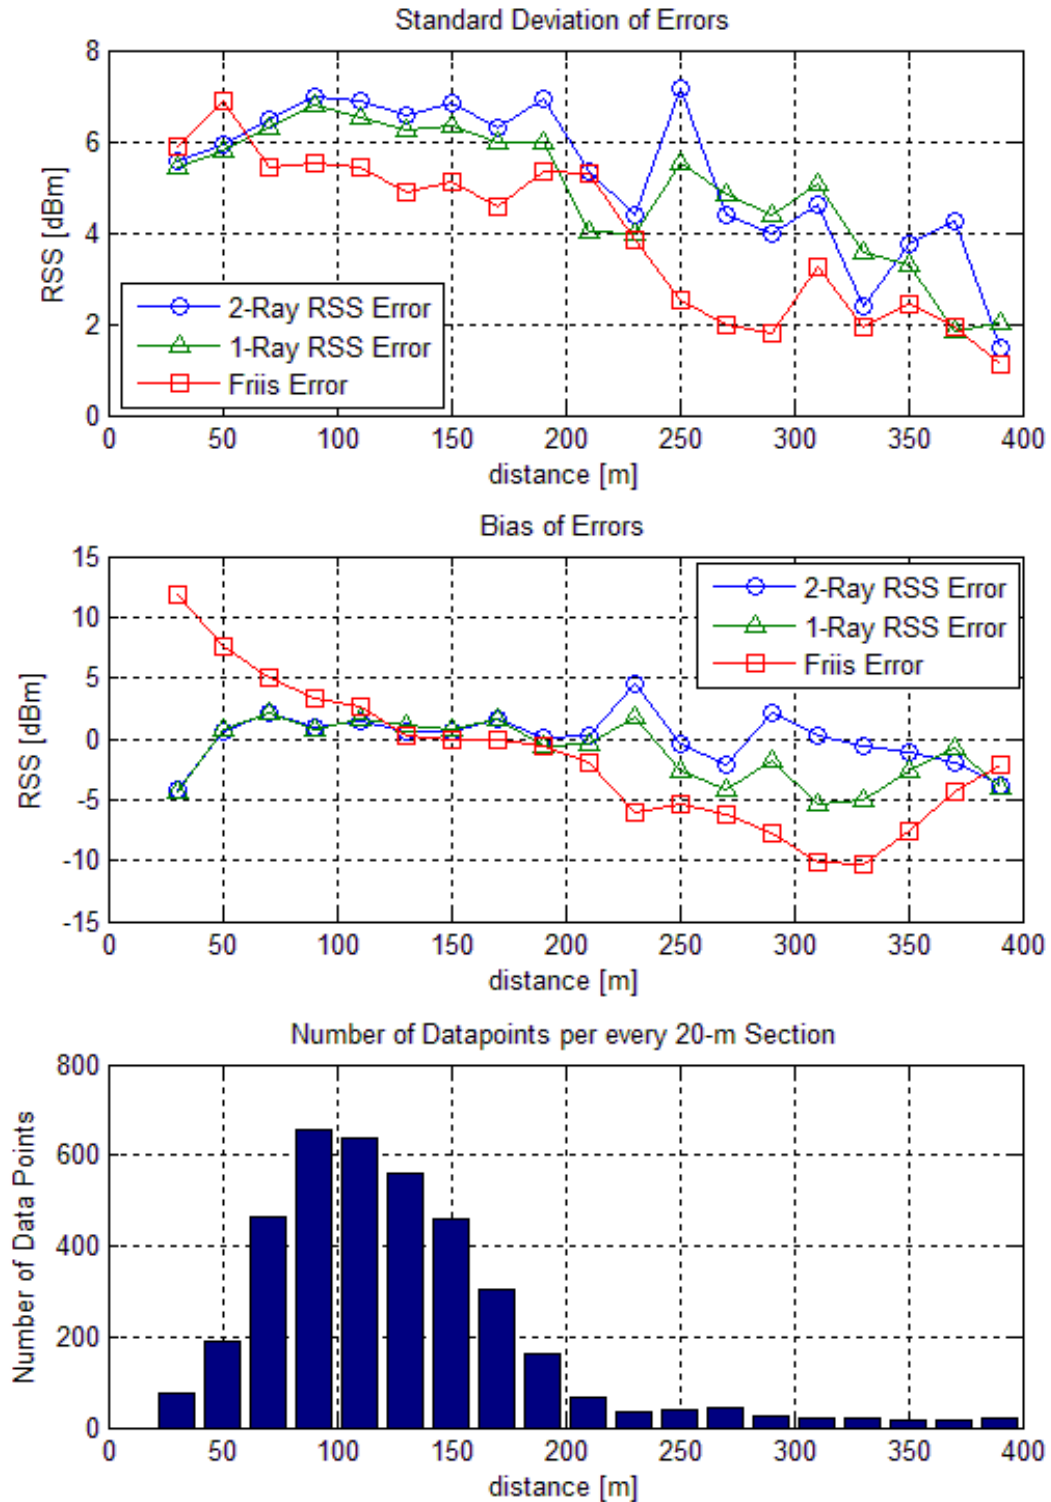 Standard Deviation of Errors
8
6
4
2
0
RSS [dBm]
2-Ray RSS Error
1-Ray RSS Error
Friis Error
0 50 100 150 200 250 300 350 400
distance [m]
Bias of Errors
15
10
5
0
-5
-10
-15
RSS [dBm]
2-Ray RSS Error
1-Ray RSS Error
Friis Error
0 50 100 150 200 250 300 350 400
distance [m]
Number of Datapoints per every 20-m Section
800
600
400
200
0
Number of Data Points
0 50 100 150 200 250 300 350 400
distance [m]